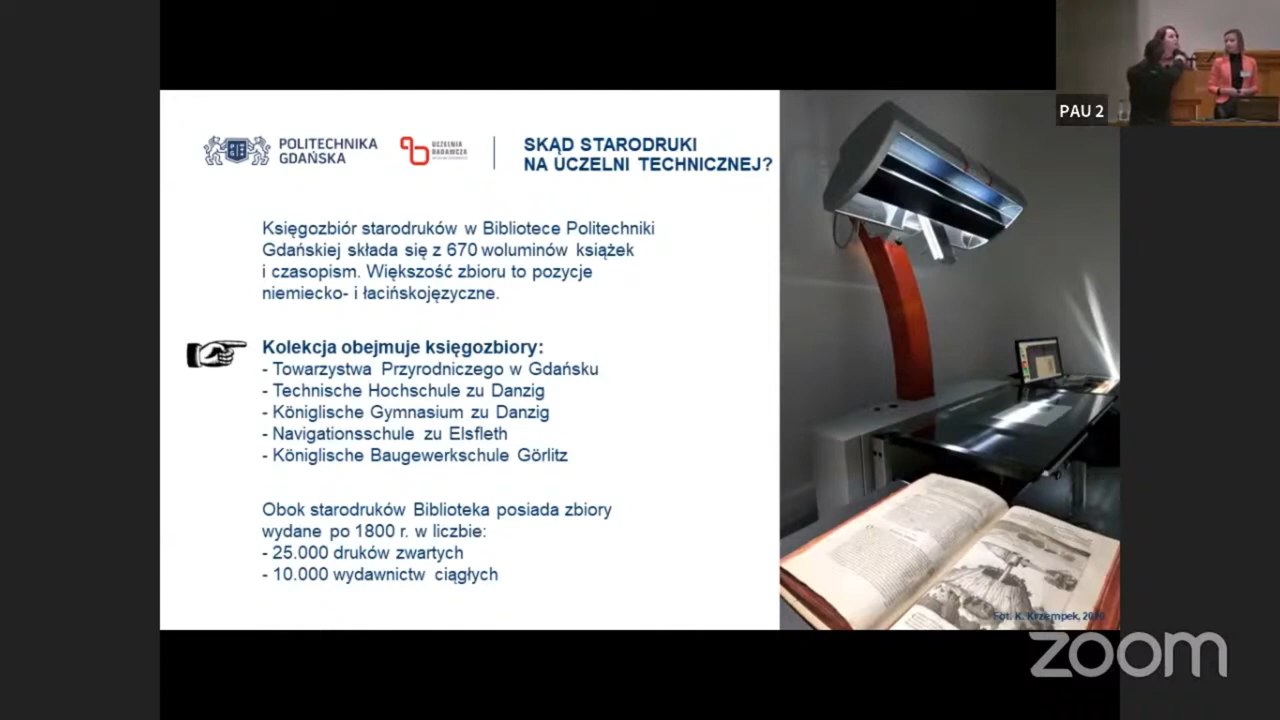 PAU 2
POLITECHNIKA
GDAŃSKA
UCZELNIA
BADAWCZA
SKĄD STARODRUKI
NA UCZELNI TECHNICZNEJ?
Księgozbiór starodruków w Bibliotece Politechniki
Gdańskiej składa się z 670 woluminów książek
i czasopism. Większość zbioru to pozycje
niemiecko- i łacińskojęzyczne.
Kolekcja obejmuje księgozbiory:
- Towarzystwa Przyrodniczego w Gdańsku
- Technische Hochschule zu Danzig
- Königlische Gymnasium zu Danzig
- Navigationsschule zu Elsfleth
- Königlische Baugewerkschule Görlitz
Obok starodruków Biblioteka posiada zbiory
wydane po 1800 r. w liczbie:
- 25.000 druków zwartych
- 10.000 wydawnictw ciągłych
Fot. K. Krzempek,
zoom